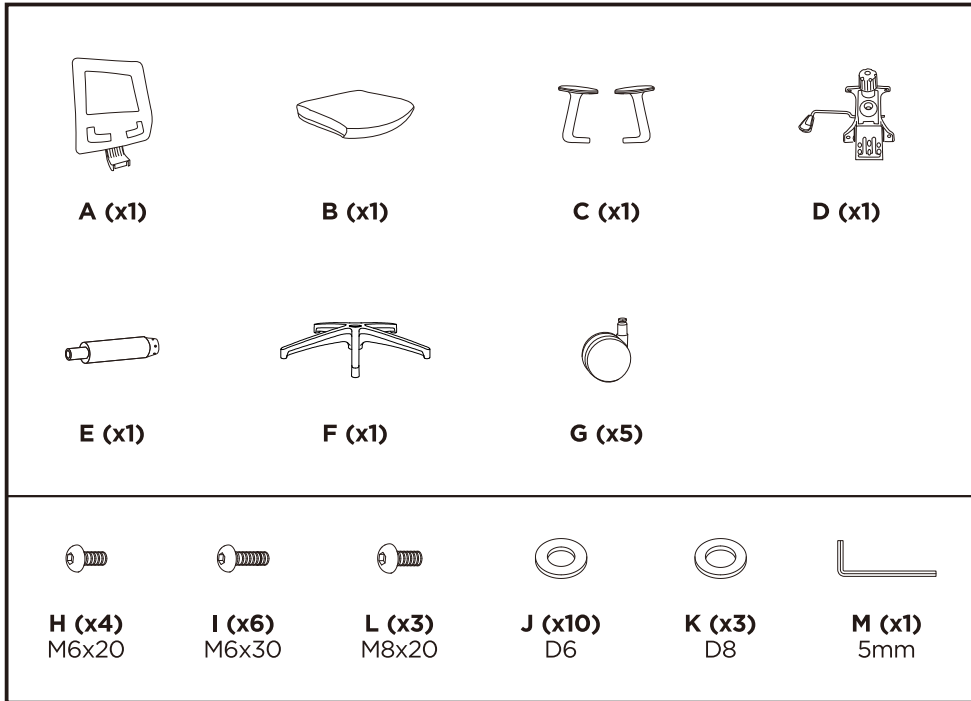 A (x1)
B (x1)
C (x1)
D (x1)
E (x1)
F (x1)
G (x5)
H (x4)
M6x20
I (x6)
M6x30
L (x3)
M8x20
J (x10)
D6
K (x3)
D8
M (x1)
5mm